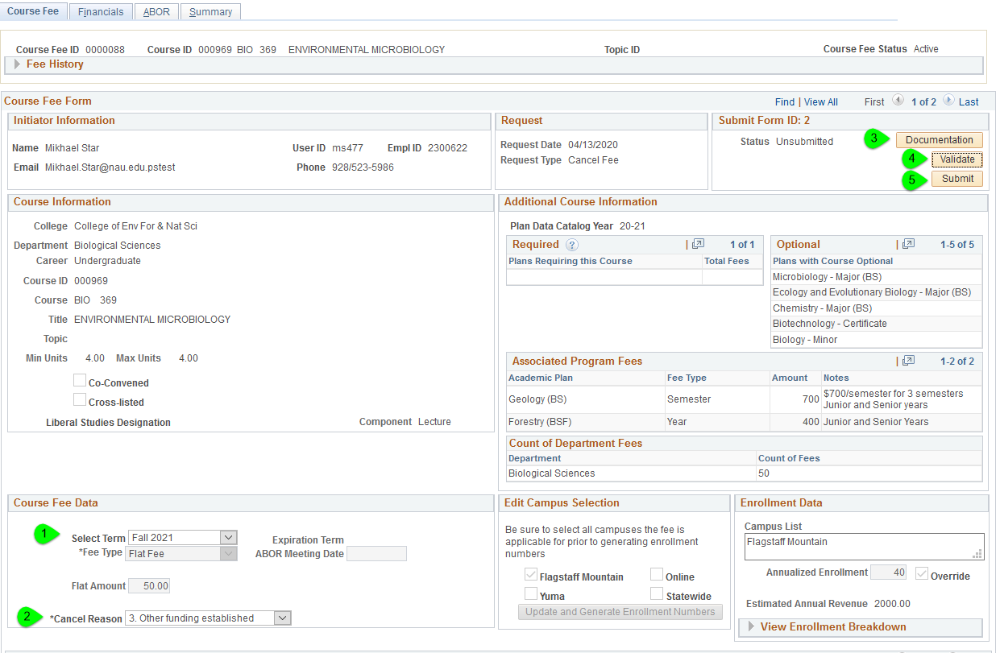 Course Fee Financials ABOR Summary
Course Fee ID 0000088 Course ID 000969 BIO 369 ENVIRONMENTAL MICROBIOLOGY Topic ID Course Fee Status Active
Fee History
Course Fee Form Find | View All First 1 of 2 Last
Initiator Information
Name Mikhael Star User ID ms477 Empl ID 2300622
Email Mikhael.Star@nau.edu.pstest Phone 928/523-5986
Request
Request Date 04/13/2020
Request Type Cancel Fee
Submit Form ID: 2
Status Unsubmitted 3 Documentation
4 Validate
5 Submit
Course Information
College College of Env For & Nat Sci
Department Biological Sciences
Career Undergraduate
Course ID 000969
Course BIO 369
Title ENVIRONMENTAL MICROBIOLOGY
Topic
Min Units 4.00 Max Units 4.00
Co-Convened
Cross-listed
Liberal Studies Designation Component Lecture
Additional Course Information
Plan Data Catalog Year 20-21
Required ? | 1 of 1
Plans Requiring this Course Total Fees
Optional | 1-5 of 5
Plans with Course Optional
Microbiology - Major (BS)
Ecology and Evolutionary Biology - Major (BS)
Chemistry - Major (BS)
Biotechnology - Certificate
Biology - Minor
Associated Program Fees | 1-2 of 2
Academic Plan Fee Type Amount Notes
Geology (BS) Semester 700 $700/semester for 3 semesters
Junior and Senior years
Forestry (BSF) Year 400 Junior and Senior Years
Count of Department Fees
Department Count of Fees
Biological Sciences 50
Course Fee Data
1 Select Term Fall 2021 Expiration Term
*Fee Type Flat Fee ABOR Meeting Date
Flat Amount 50.00
2 *Cancel Reason 3. Other funding established
Edit Campus Selection
Be sure to select all campuses the fee is
applicable for prior to generating enrollment
numbers
Flagstaff Mountain Online
Yuma Statewide
Update and Generate Enrollment Numbers
Enrollment Data
Campus List
Flagstaff Mountain
Annualized Enrollment 40 Override
Estimated Annual Revenue 2000.00
View Enrollment Breakdown